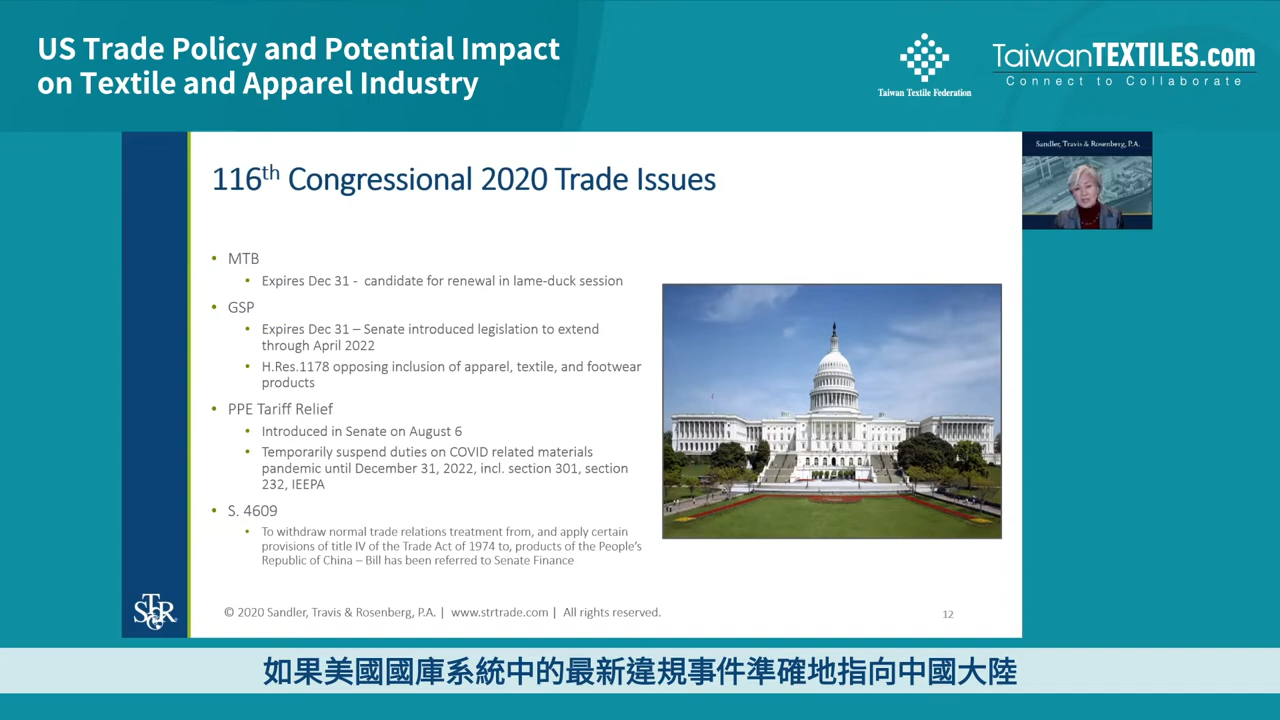 US Trade Policy and Potential Impact
on Textile and Apparel Industry
Taiwan Textile Federation
TaiwanTEXTILES.com
Connect to Collaborate
Sandler, Travis & Rosenberg, P.A.
116th Congressional 2020 Trade Issues
• MTB
• Expires Dec 31 - candidate for renewal in lame-duck session
• GSP
• Expires Dec 31 – Senate introduced legislation to extend
through April 2022
• H.Res.1178 opposing inclusion of apparel, textile, and footwear
products
• PPE Tariff Relief
• Introduced in Senate on August 6
• Temporarily suspend duties on COVID related materials
pandemic until December 31, 2022, incl. section 301, section
232, IEEPA
• S. 4609
• To withdraw normal trade relations treatment from, and apply certain
provisions of title IV of the Trade Act of 1974 to, products of the People's
Republic of China – Bill has been referred to Senate Finance
ST&R
© 2020 Sandler, Travis & Rosenberg, P.A. | www.strtrade.com | All rights reserved.
12
如果美國國庫系統中的最新違規事件準確地指向中國大陸